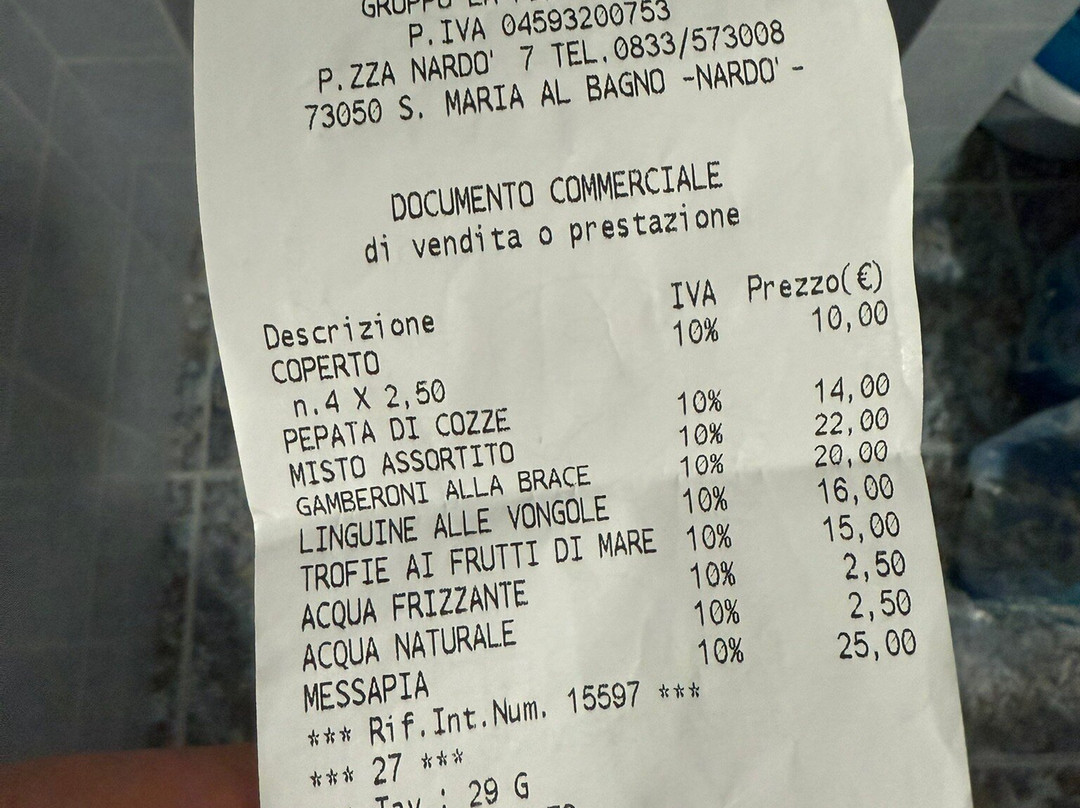 GRUPPO
P.IVA 04593200753
P.ZZA NARDO' 7 TEL.0833/573008
73050 S. MARIA AL BAGNO -NARDO' -
DOCUMENTO COMMERCIALE
di vendita o prestazione
Descrizione IVA Prezzo(€)
COPERTO 10% 10,00
n.4 X 2,50
PEPATA DI COZZE 10% 14,00
MISTO ASSORTITO 10% 22,00
GAMBERONI ALLA BRACE 10% 20,00
LINGUINE ALLE VONGOLE 10% 16,00
TROFIE AI FRUTTI DI MARE 10% 15,00
ACQUA FRIZZANTE 10% 2,50
ACQUA NATURALE 10% 2,50
MESSAPIA 10% 25,00
*** Rif.Int.Num. 15597 ***
*** 27 ***
Tav.: 29 G